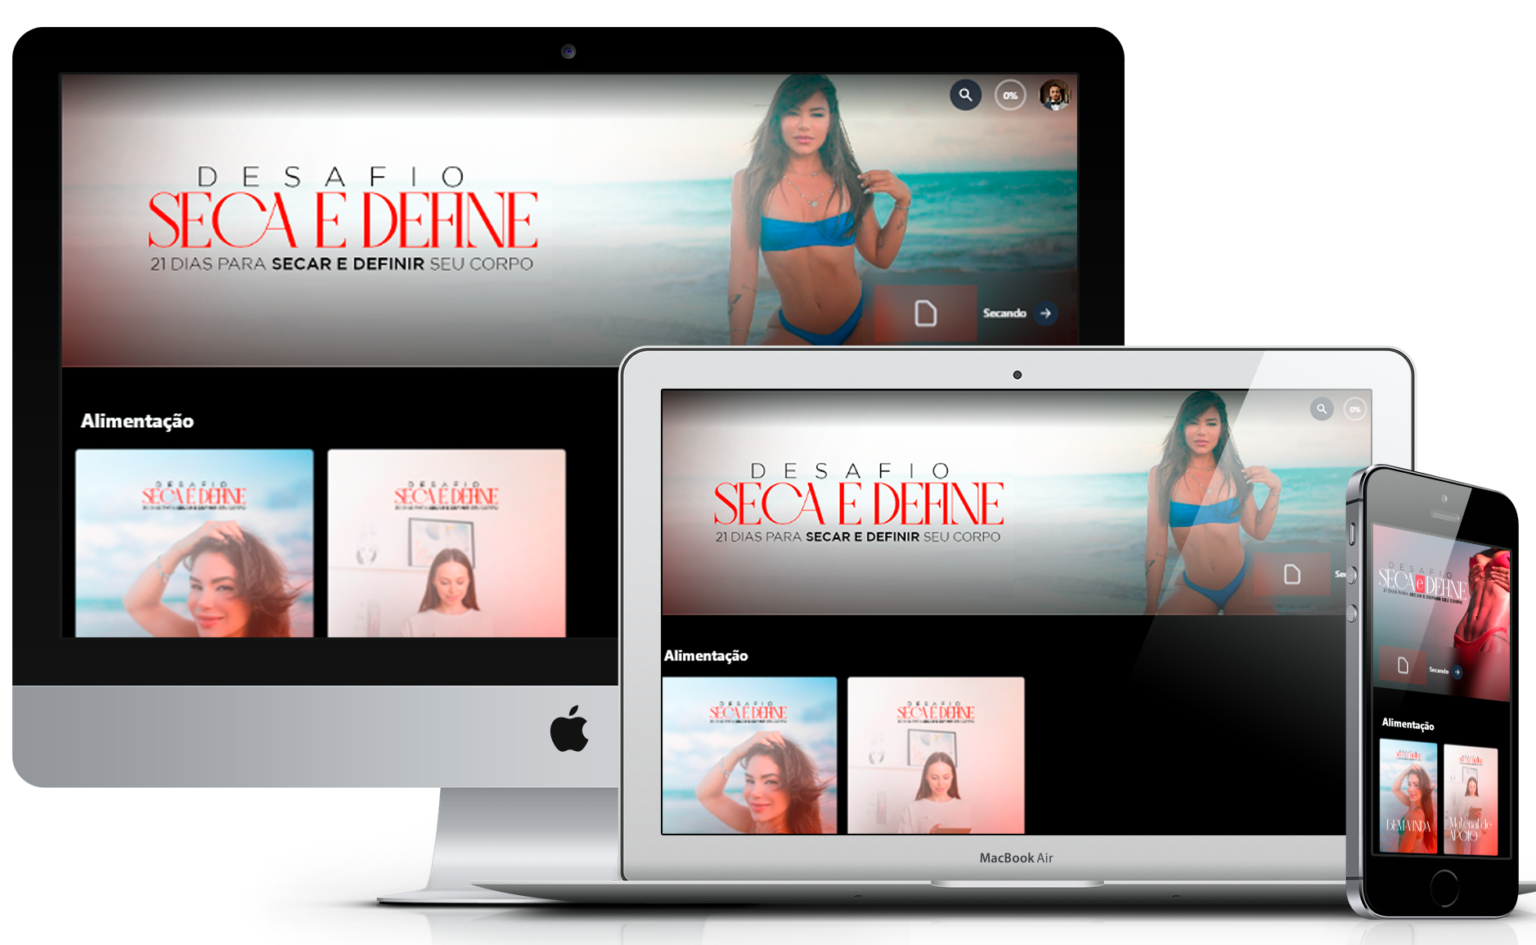 0%
DESAFIO
SECA E DEFINE
21 DIAS PARA SECAR E DEFINIR SEU CORPO
Secando
Alimentação
DESAFIO
SECA E DEFINE
DESAFIO
SECA E DEFINE
0%
DESAFIO
SECA E DEFINE
21 DIAS PARA SECAR E DEFINIR SEU CORPO
Se
Alimentação
DESAFIO
SECA E DEFINE
DESAFIO
SECA E DEFINE
MacBook Air
DESAFIO
SECA e DEFINE
21 DIAS PARA SECAR E DEFINIR SEU CORPO
Secando
Alimentação
BEM-VINDA
Material de
APOIO